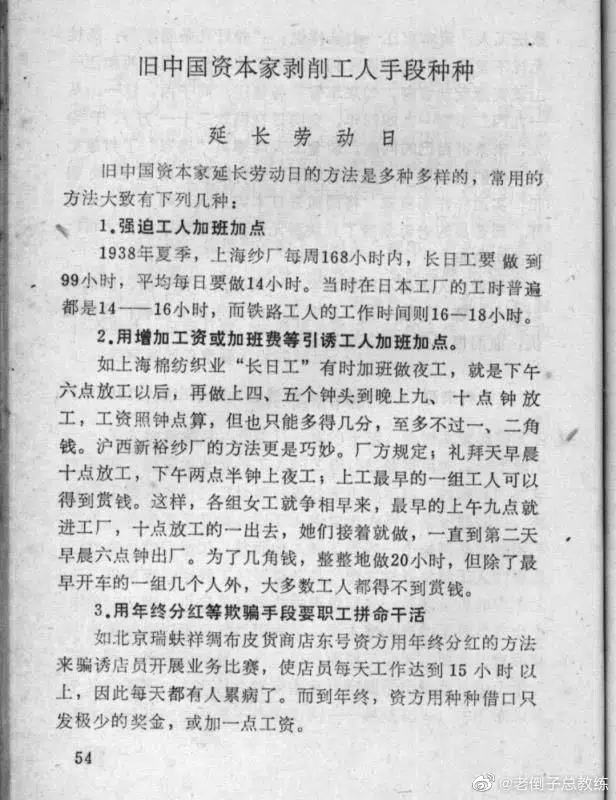 旧中国资本家剥削工人手段种种
延长劳动日
旧中国资本家延长劳动日的方法是多种多样的，常用的
方法大致有下列几种：
1.强迫工人加班加点
1938年夏季，上海纱厂每周168小时内，长日工要做到
99小时，平均每日要做14小时。当时在日本工厂的工时普遍
都是14——16小时，而铁路工人的工作时间则16—18小时。
2.用增加工资或加班费等引诱工人加班加点。
如上海棉纺织业“长日工”有时加班做夜工，就是下午
六点放工以后，再做上四、五个钟头到晚上九、十点钟放
工，工资照钟点算，但也只能多得几分，至多不过一、二角
钱。沪西新裕纱厂的方法更是巧妙。厂方规定；礼拜天早晨
十点放工，下午两点半钟上夜工；上工最早的一组工人可以
得到赏钱。这样，各组女工就争相早来，最早的上午九点就
进工厂，十点放工的一出去，她们接着就做，一直到第二天
早晨六点钟出厂。为了几角钱，整整地做20小时，但除了最
早开车的一组几个人外，大多数工人都得不到赏钱。
3.用年终分红等欺骗手段要职工拼命干活
如北京瑞蚨祥绸布皮货商店东号资方用年终分红的方法
来骗诱店员开展业务比赛，使店员每天工作达到15小时以
上，因此每天都有人累病了。而到年终，资方用种种借口只
发极少的奖金，或加一点工资。
54
@老倒子总教练